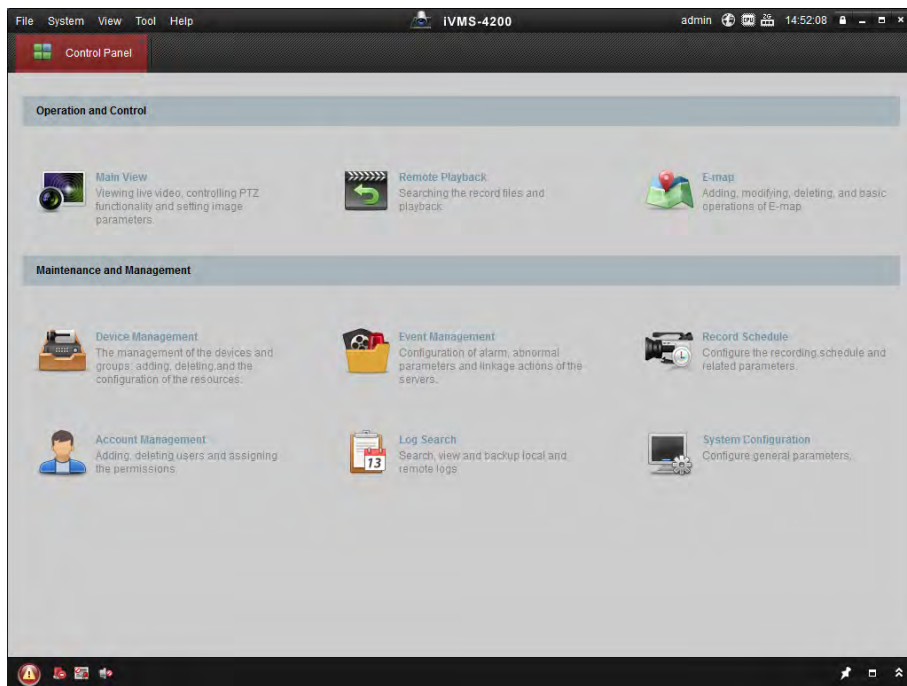 File System View Tool Help iVMS-4200 admin CPU 2G 14:52:08
Control Panel
Operation and Control
Main View
Viewing live video, controlling PTZ
functionality and setting image
parameters.
Remote Playback
Searching the record files and
playback.
E-map
Adding, modifying, deleting, and basic
operations of E-map
Maintenance and Management
Device Management
The management of the devices and
groups: adding, deleting,and the
configuration of the resources.
Event Management
Configuration of alarm, abnormal
parameters and linkage actions of the
servers.
Record Schedule
Configure the recording schedule and
related parameters.
Account Management
Adding, deleting users and assigning
the permissions
13
Log Search
Search, view and backup local and
remote logs
System Configuration
Configure general parameters.